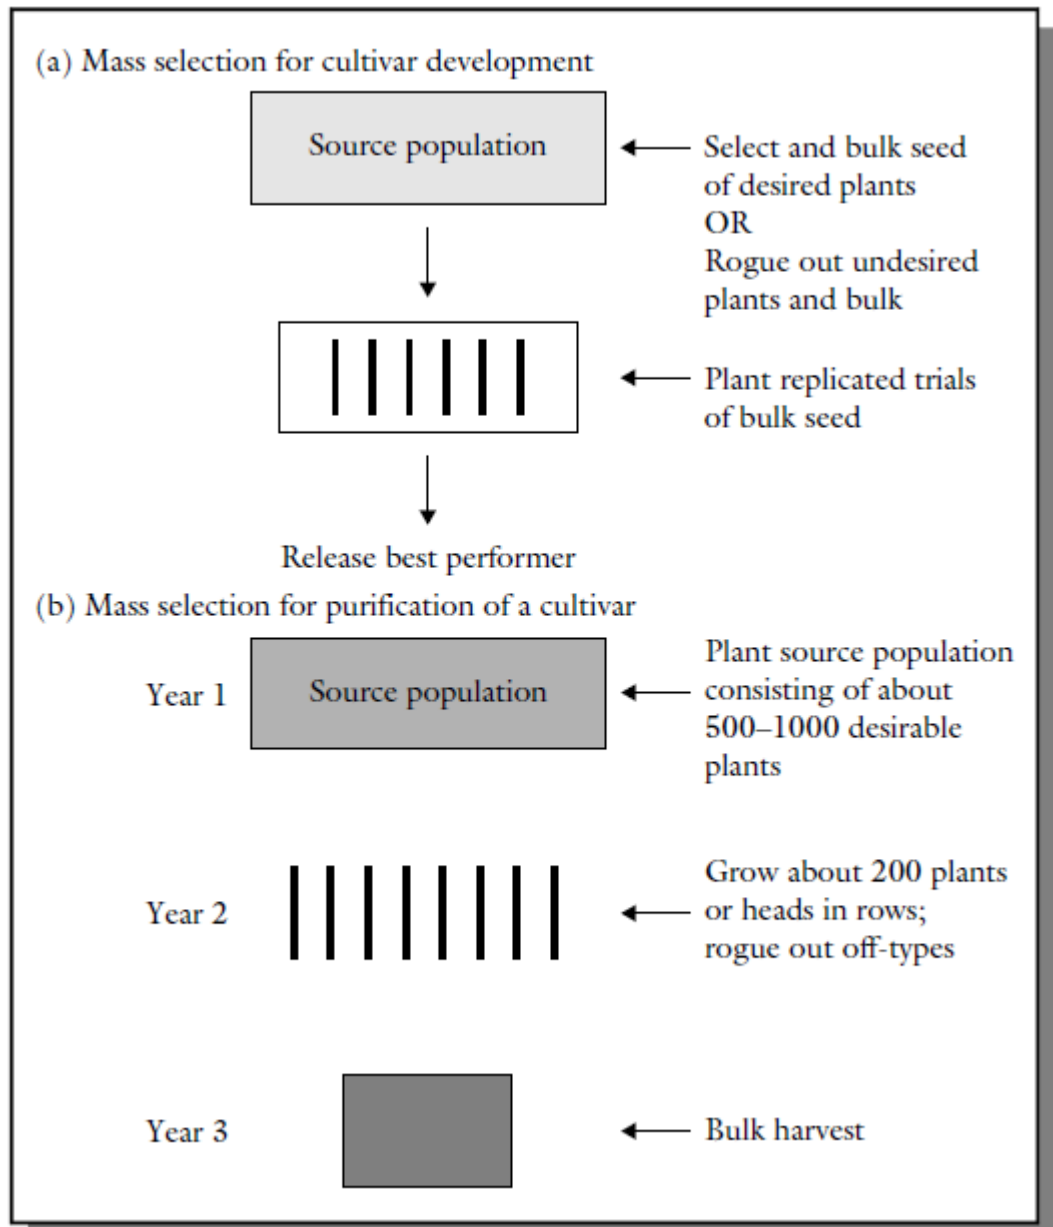 (a) Mass selection for cultivar development
Source population
Select and bulk seed
of desired plants
OR
Rogue out undesired
plants and bulk
Plant replicated trials
of bulk seed
Release best performer
(b) Mass selection for purification of a cultivar
Year 1
Source population
Plant source population
consisting of about
500–1000 desirable
plants
Year 2
Grow about 200 plants
or heads in rows;
rogue out off-types
Year 3
Bulk harvest